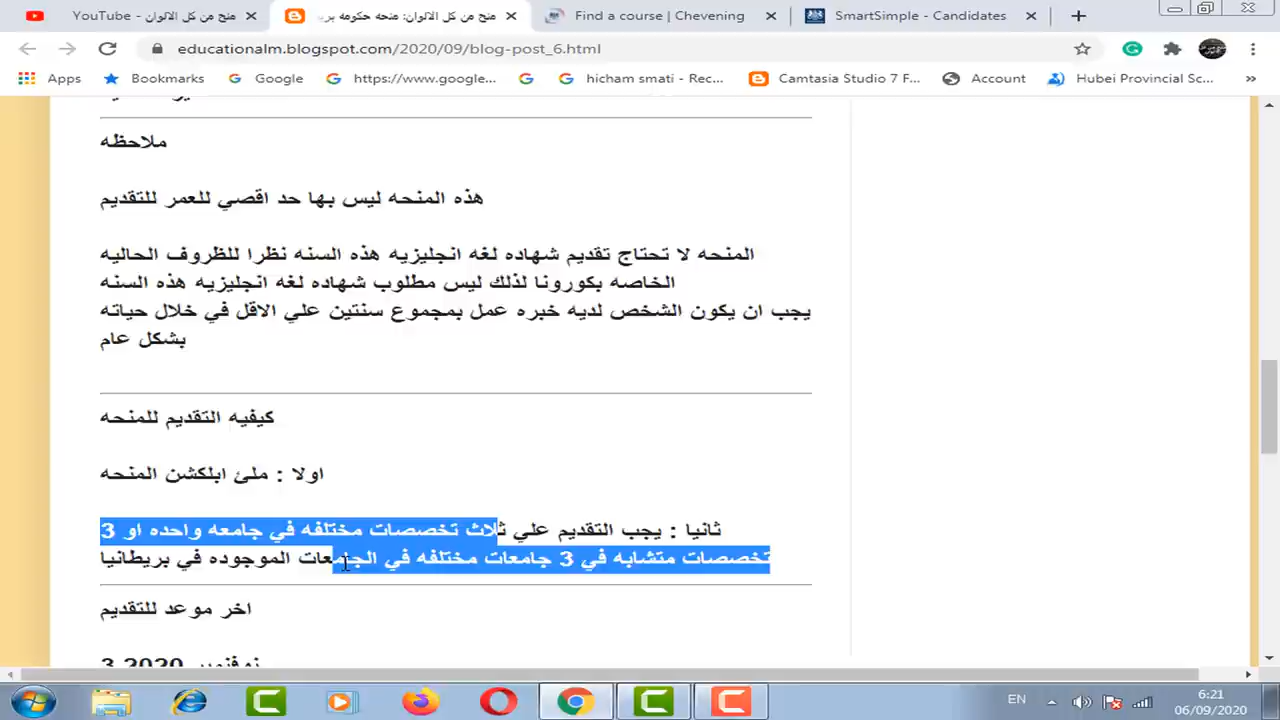 منح من كل الالوان - YouTube
منح من كل الالوان: منحه حكومه بر
Find a course | Chevening
SmartSimple - Candidates
educationalm.blogspot.com/2020/09/blog-post_6.html
Apps
Bookmarks
Google
https://www.google...
hicham smati - Rec...
Camtasia Studio 7 F...
Account
Hubei Provincial Sc...
»
ملاحظه
هذه المنحه ليس بها حد اقصي للعمر للتقديم
المنحه لا تحتاج تقديم شهاده لغه انجليزيه هذه السنه نظرا للظروف الحاليه
الخاصه بكورونا لذلك ليس مطلوب شهاده لغه انجليزيه هذه السنه
يجب ان يكون الشخص لديه خبره عمل بمجموع سنتين علي الاقل في خلال حياته
بشكل عام
كيفيه التقديم للمنحه
اولا : ملئ ابلكشن المنحه
ثانيا : يجب التقديم علي ثلاث تخصصات مختلفه في جامعه واحده او 3
تخصصات متشابه في 3 جامعات مختلفه في الجامعات الموجوده في بريطانيا
اخر موعد للتقديم
3 نوفنمبر 2020
EN
6:21
06/09/2020